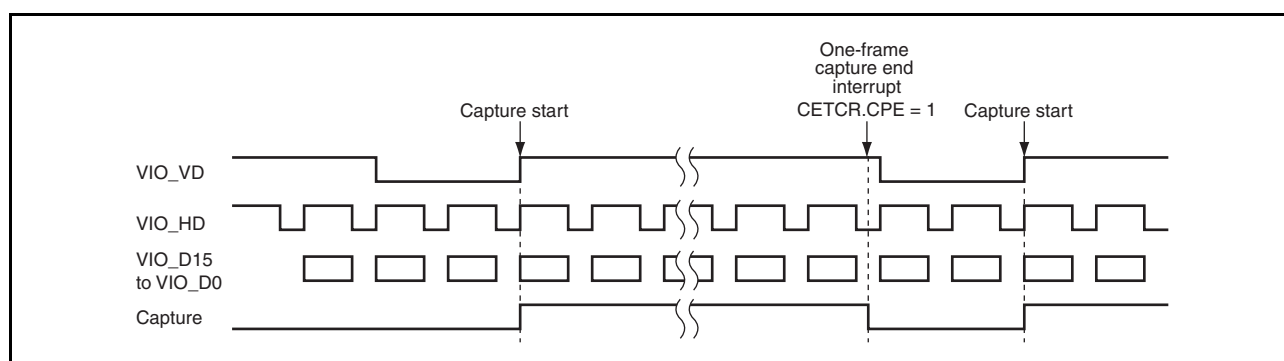 One-frame
capture end
interrupt
CETCR.CPE = 1
Capture start
Capture start
VIO_VD
VIO_HD
VIO_D15
to VIO_D0
Capture